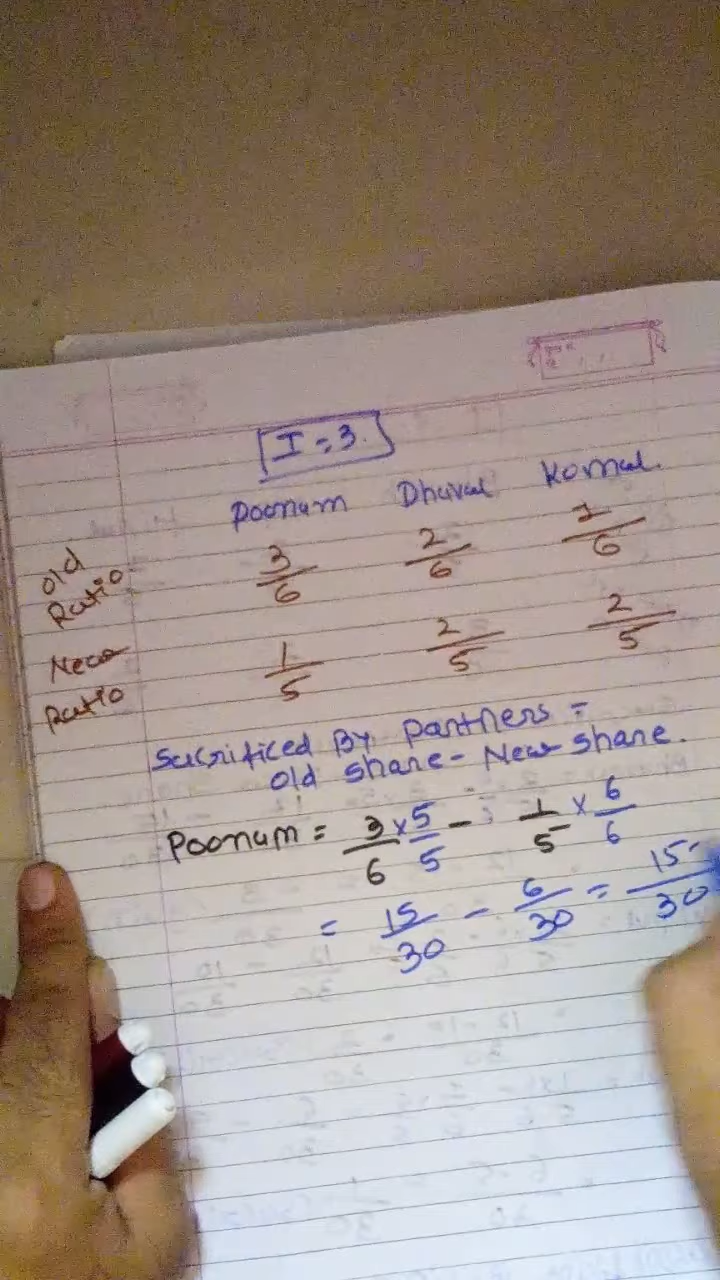 I = 3.
Poonam Dhaval Komal.
Old Ratio 3/6 2/6 1/6
New Ratio 1/5 2/5 2/5
Sacrificed By Partners =
Old Share - New Share.
Poonam = 3/6 × 5/5 - 1/5 × 6/6
= 15/30 - 6/30 = 15-/30